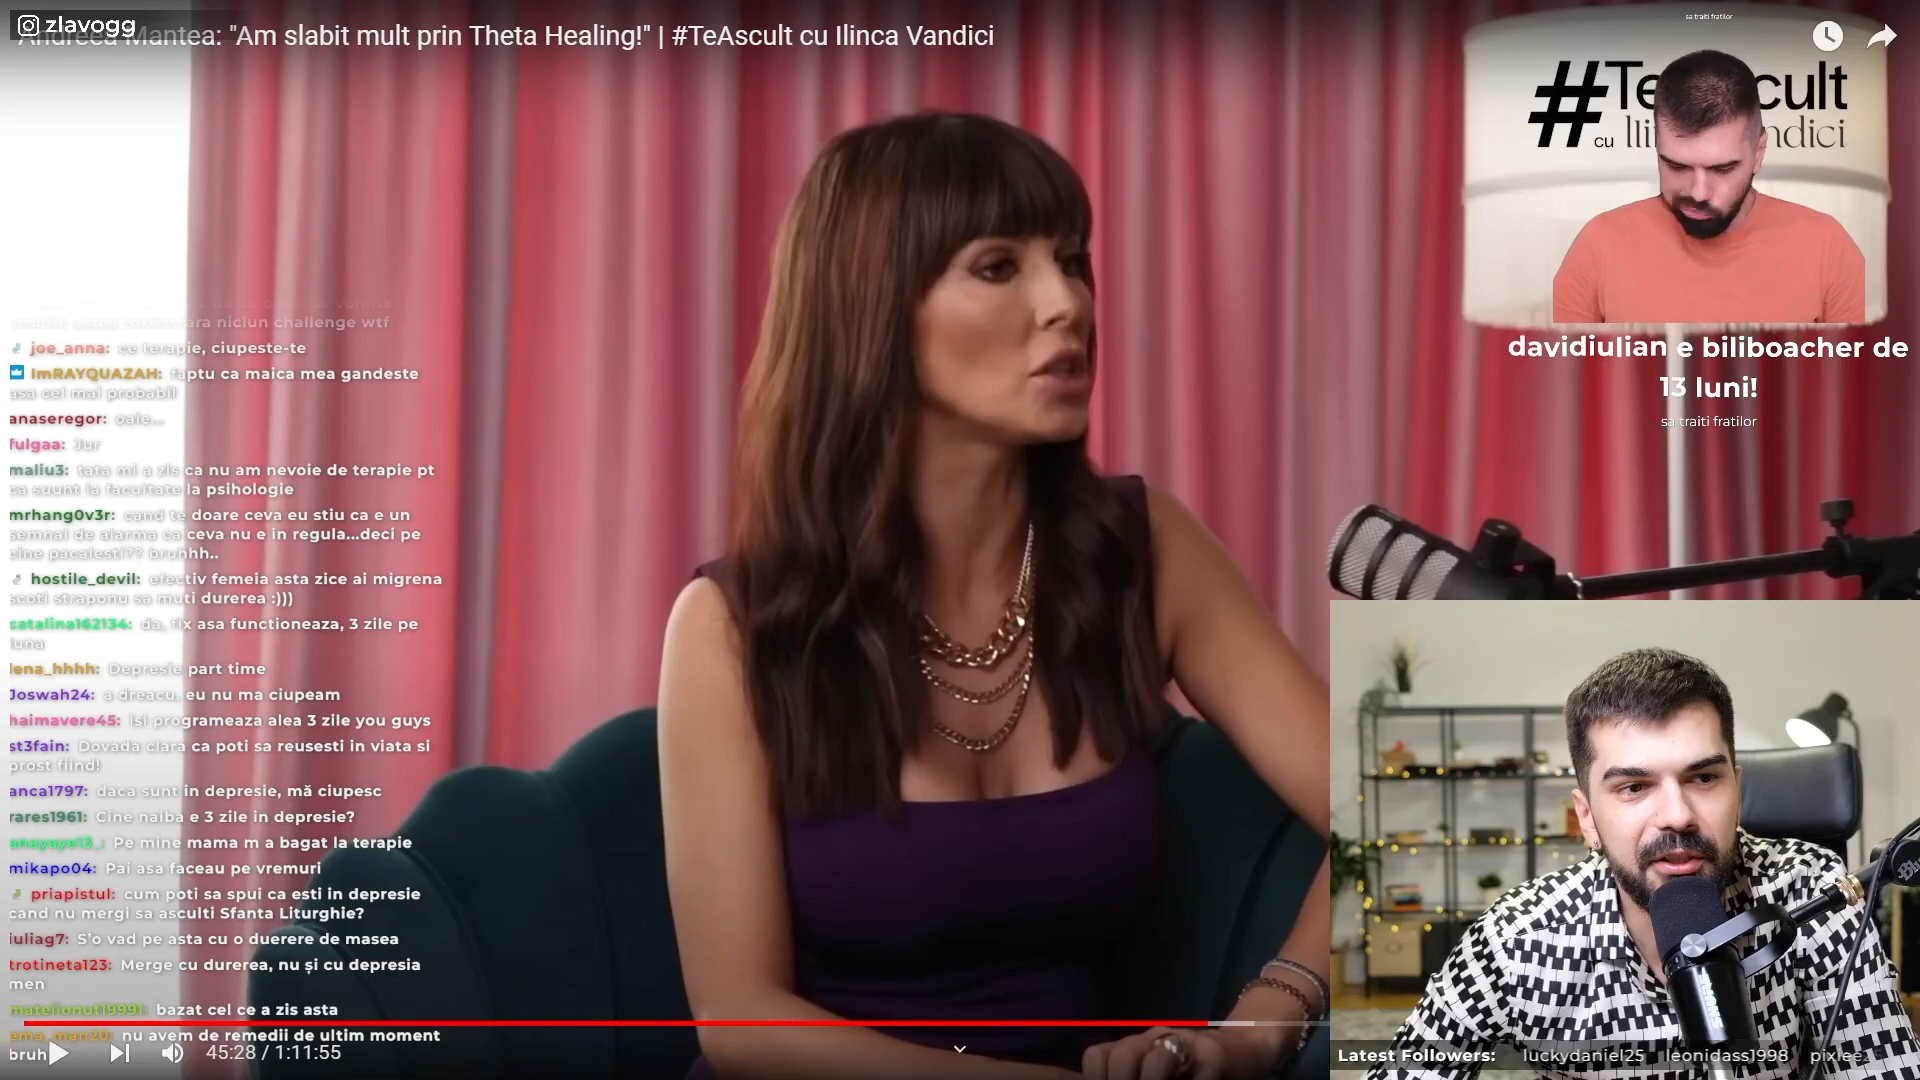 zlavogg
Andreea Mantea: "Am slabit mult prin Theta Healing!" | #TeAscult cu Ilinca Vandici
sa traiti fratilor
#Te cult
cu Ili ndici
davidiulian e biliboacher de
13 luni!
sa traiti fratilor
ara niciun challenge wtf
joe_anna: ce terapie, ciupeste-te
ImRAYQUAZAH: faptu ca maica mea gandeste
asa cel mai probabil
anaseregor: oale...
fulgaa: Jur
maliu3: tata mi a zis ca nu am nevoie de terapie pt
ca suunt la facultate la psihologie
mrhang0v3r: cand te doare ceva eu stiu ca e un
semnal de alarma ca ceva nu e in regula...deci pe
cine pacalesti?? bruhhh..
hostile_devil: efectiv femeia asta zice ai migrena
scoti straponu sa muti durerea :)))
catalina162134: da, fix asa functioneaza, 3 zile pe
luna
lena_hhhh: Depresie part time
Joswah24: a dreacu, eu nu ma ciupeam
haimavere45: isi programeaza alea 3 zile you guys
st3fain: Dovada clara ca poti sa reusesti in viata si
prost fiind!
anca1797: daca sunt in depresie, mă ciupesc
rares1961: Cine naiba e 3 zile in depresie?
Pe mine mama m a bagat la terapie
mikapo04: Pai asa faceau pe vremuri
priapistul: cum poti sa spui ca esti in depresie
cand nu mergi sa asculti Sfanta Liturghie?
iuliag7: S'o vad pe asta cu o duerere de masea
trotineta123: Merge cu durerea, nu și cu depresia
men
mateiionut19991: bazat cel ce a zis asta
ema_man20: nu avem de remedii de ultim moment
bruh
45:28 / 1:11:55
Latest Followers: luckydaniel25 leonidass1998 pixlee